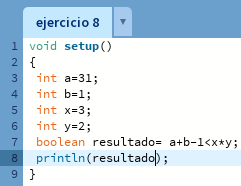 ejercicio 8
1 void setup()
2 {
3 int a=31;
4 int b=1;
5 int x=3;
6 int y=2;
7 boolean resultado= a+b-1<x*y;
8 println(resultado);
9 }